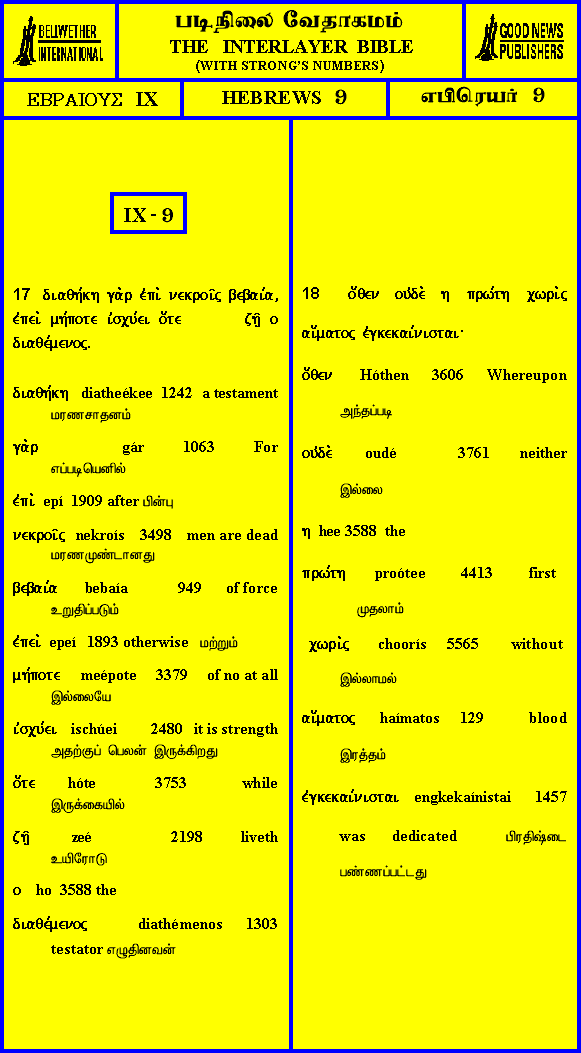 BELLWETHER
INTERNATIONAL
படிநிலை வேதாகமம்
THE INTERLAYER BIBLE
(WITH STRONG'S NUMBERS)
GOOD NEWS
PUBLISHERS
ΕΒΡΑΙΟΥΣ IX
HEBREWS 9
எபிரெயர் 9
IX - 9
17 διαθήκη γὰρ ἐπὶ νεκροῖς βεβαία,
ἐπεὶ μήποτε ἰσχύει ὅτε ζῇ ο
διαθέμενος.
διαθήκη diatheékee 1242 a testament
மரணசாதனம்
γὰρ gár 1063 For
எப்படியெனில்
ἐπὶ epí 1909 after பின்பு
νεκροῖς nekroís 3498 men are dead
மரணமுண்டானது
βεβαία bebaía 949 of force
உறுதிப்படும்
ἐπεὶ epeí 1893 otherwise மற்றும்
μήποτε meépote 3379 of no at all
இல்லையே
ἰσχύει ischúei 2480 it is strength
அதற்குப் பெலன் இருக்கிறது
ὅτε hóte 3753 while
இருக்கையில்
ζῇ zeé 2198 liveth
உயிரோடு
ο ho 3588 the
διαθέμενος diathémenos 1303
testator எழுதினவன்
18 ὅθεν οὐδὲ η πρώτη χωρὶς
αἵματος ἐγκεκαίνισται·
ὅθεν Hóthen 3606 Whereupon
அந்தப்படி
οὐδὲ oudé 3761 neither
இல்லை
η hee 3588 the
πρώτη proótee 4413 first
முதலாம்
χωρὶς choorís 5565 without
இல்லாமல்
αἵματος haímatos 129 blood
இரத்தம்
ἐγκεκαίνισται engkekaínistai 1457
was dedicated பிரதிஷ்டை
பண்ணப்பட்டது